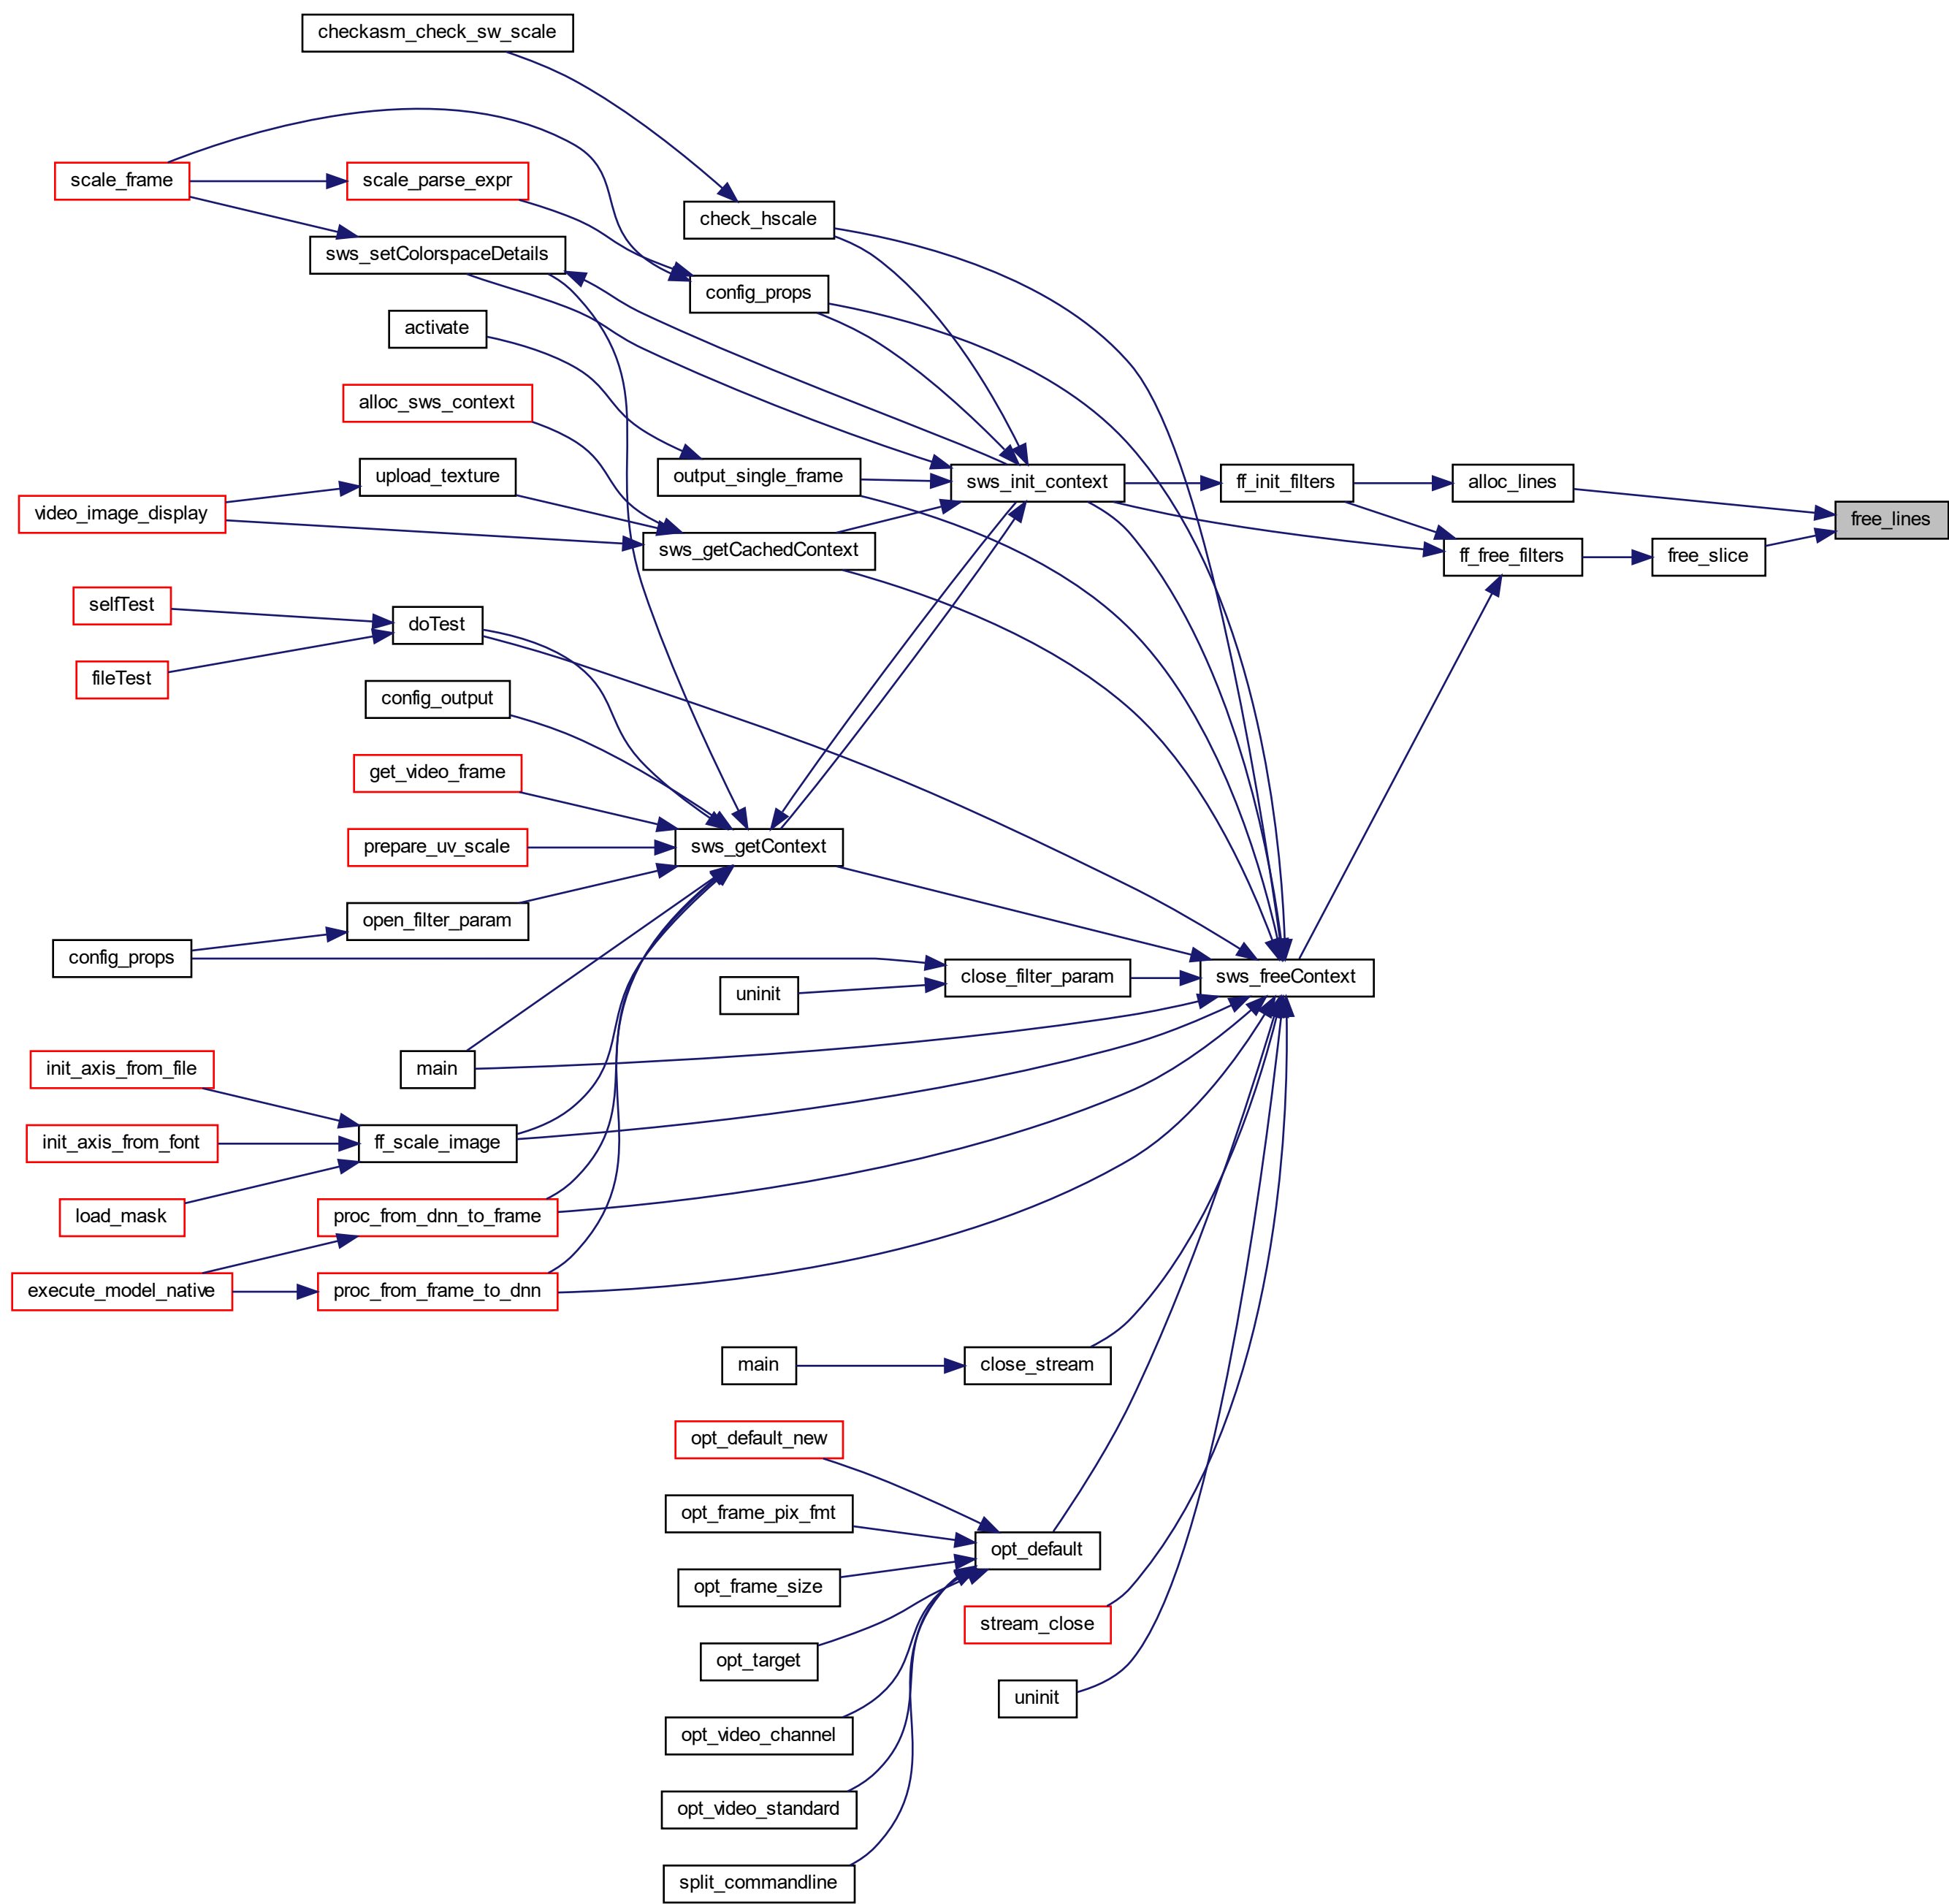 checkasm_check_sw_scale
scale_frame
scale_parse_expr
check_hscale
sws_setColorspaceDetails
config_props
activate
alloc_sws_context
upload_texture
output_single_frame
sws_init_context
ff_init_filters
alloc_lines
video_image_display
sws_getCachedContext
ff_free_filters
free_slice
free_lines
selfTest
doTest
fileTest
config_output
get_video_frame
prepare_uv_scale
sws_getContext
open_filter_param
config_props
uninit
close_filter_param
sws_freeContext
init_axis_from_file
main
init_axis_from_font
ff_scale_image
load_mask
proc_from_dnn_to_frame
execute_model_native
proc_from_frame_to_dnn
main
close_stream
opt_default_new
opt_frame_pix_fmt
opt_default
opt_frame_size
stream_close
opt_target
uninit
opt_video_channel
opt_video_standard
split_commandline